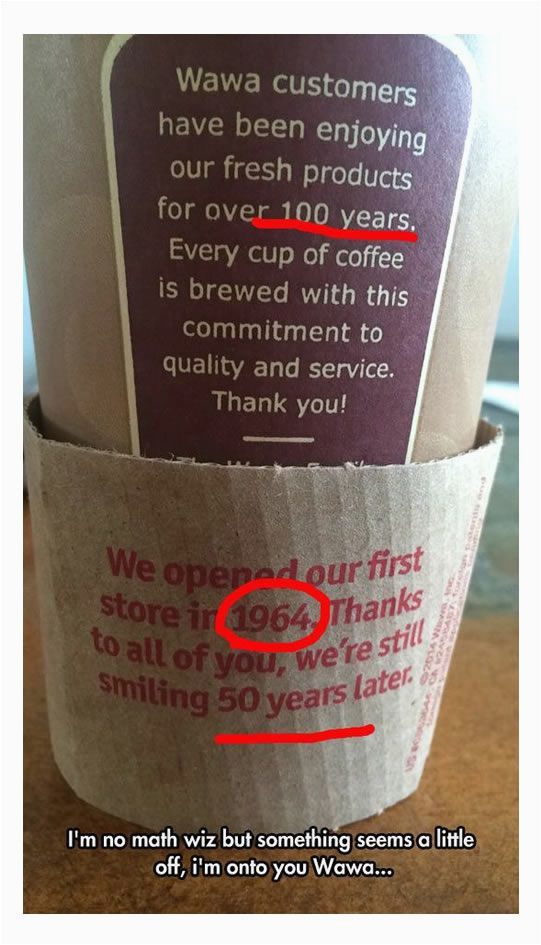 Wawa customers
have been enjoying
our fresh products
for over 100 years.
Every cup of coffee
is brewed with this
commitment to
quality and service.
Thank you!
We opened our first
store in 1964. Thanks
to all of you, we're still
smiling 50 years later.
I'm no math wiz but something seems a little
off, i'm onto you Wawa...